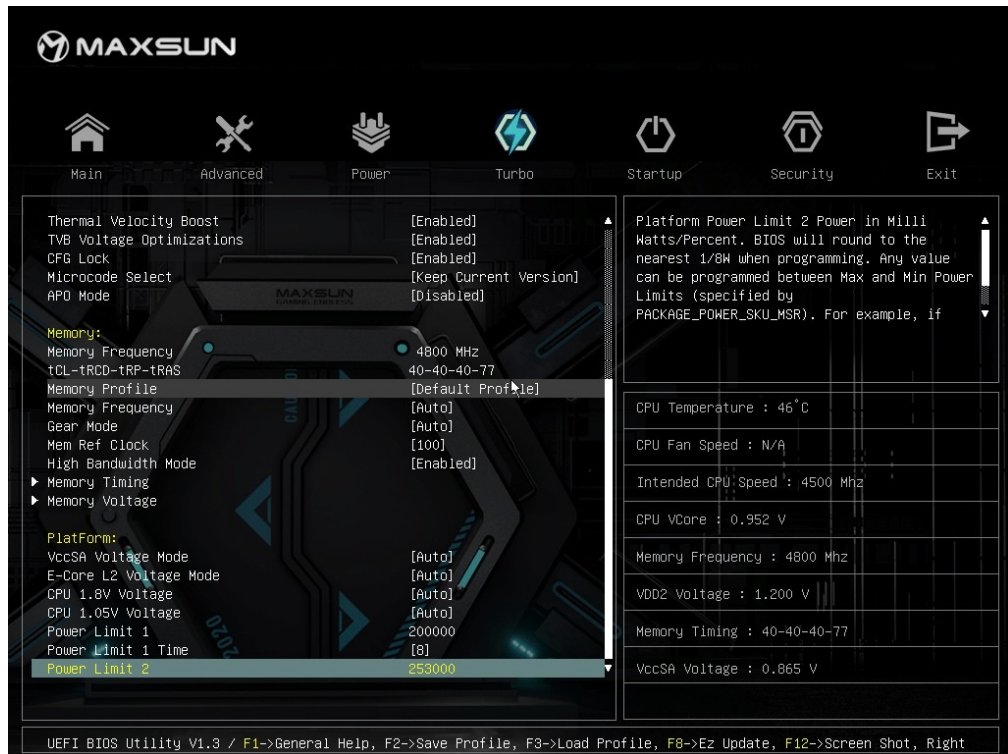 MAXSUN
Main Advanced Power Turbo Startup Security Exit
Thermal Velocity Boost [Enabled]
TVB Voltage Optimizations [Enabled]
CFG Lock [Enabled]
Microcode Select [Keep Current Version]
APO Mode [Disabled]
Memory:
Memory Frequency 4800 MHz
tCL-tRCD-tRP-tRAS 40-40-40-77
Memory Profile [Default Profile]
Memory Frequency [Auto]
Gear Mode [Auto]
Mem Ref Clock [100]
High Bandwidth Mode [Enabled]
Memory Timing
Memory Voltage
PlatForm:
VccSA Voltage Mode [Auto]
E-Core L2 Voltage Mode [Auto]
CPU 1.8V Voltage [Auto]
CPU 1.05V Voltage [Auto]
Power Limit 1 200000
Power Limit 1 Time [8]
Power Limit 2 253000
Platform Power Limit 2 Power in Milli
Watts/Percent. BIOS will round to the
nearest 1/8W when programming. Any value
can be programmed between Max and Min Power
Limits (specified by
PACKAGE_POWER_SKU_MSR). For example, if
CPU Temperature : 46°C
CPU Fan Speed : N/A
Intended CPU Speed : 4500 Mhz
CPU VCore : 0.952 V
Memory Frequency : 4800 Mhz
VDD2 Voltage : 1.200 V
Memory Timing : 40-40-40-77
VccSA Voltage : 0.865 V
MAXSUN
GAMING ENDLESS
2020
UEFI BIOS Utility V1.3 / F1->General Help, F2->Save Profile, F3->Load Profile, F8->Ez Update, F12->Screen Shot, Right